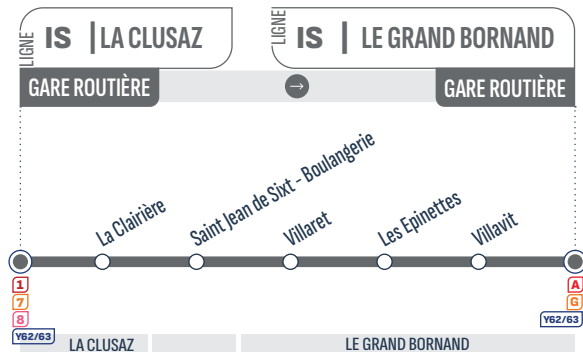 LIGNE IS | LA CLUSAZ
LIGNE IS | LE GRAND BORNAND
GARE ROUTIÈRE
GARE ROUTIÈRE
La Clairière
Saint Jean de Sixt - Boulangerie
Villaret
Les Epinettes
Villavit
1
7
8
Y62/63
A
G
Y62/63
LA CLUSAZ
LE GRAND BORNAND